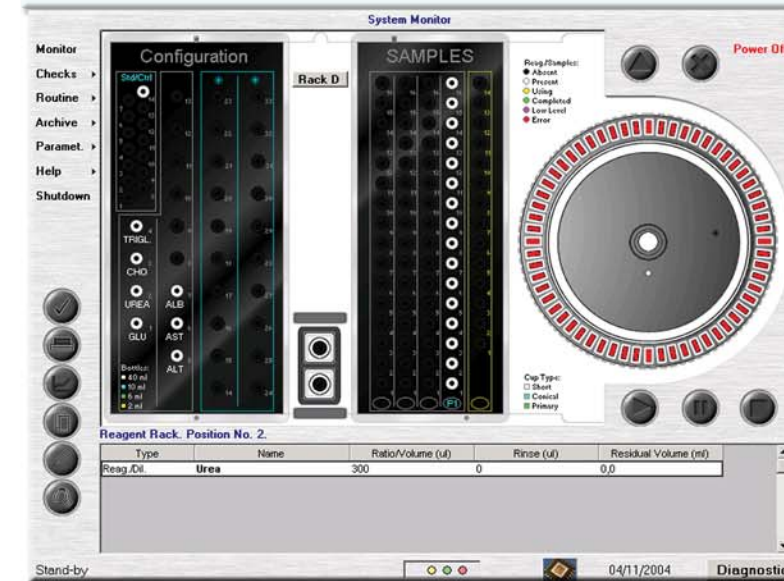 System Monitor
Monitor
Checks
Routine
Archive
Paramet.
Help
Shutdown
Configuration
Std/Ctrl
Rack D
SAMPLES
Reag./Samples:
Absent
Present
Using
Completed
Low Level
Error
Power Of
TRIGL.
CHO
UREA
GLU
ALB
AST
ALT
Bottles:
40 ml
10 ml
6 ml
2 ml
P1
Cup Type:
Short
Conical
Primary
Reagent Rack. Position No. 2.
Type Name Ratio/Volume (ul) Rinse (ul) Residual Volume (ml)
Reag./Dil. Urea 300 0 0,0
Stand-by 04/11/2004 Diagnostic